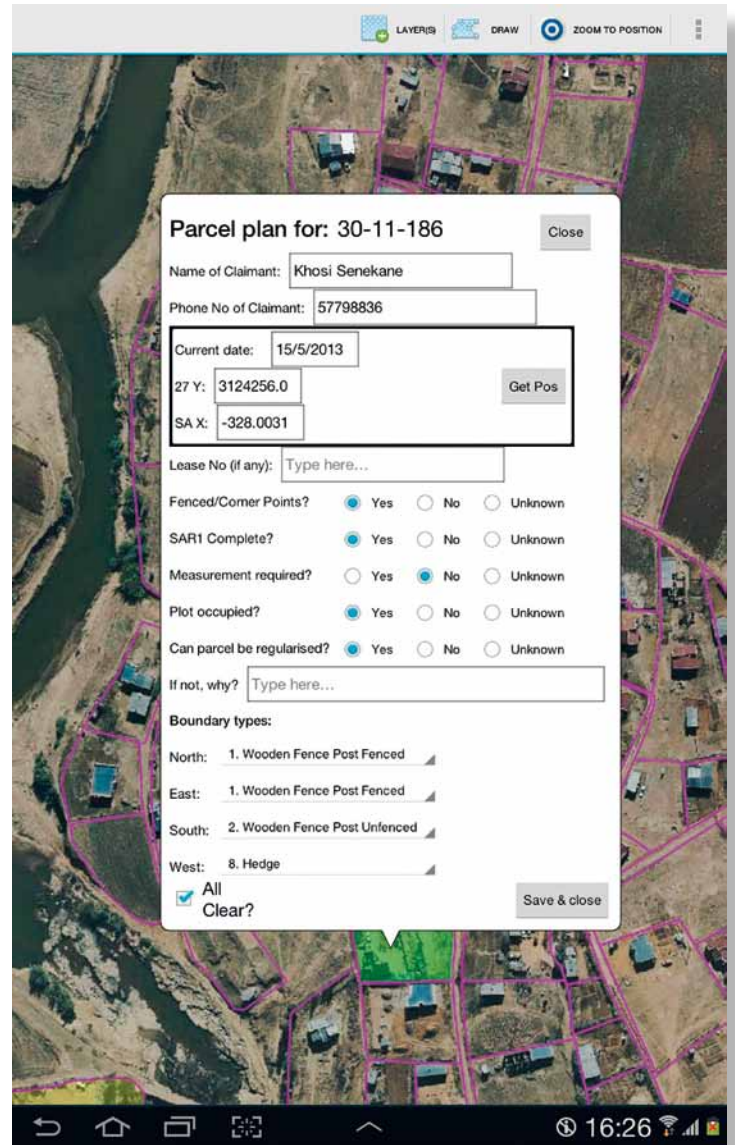 LAYER(S) DRAW ZOOM TO POSITION
Parcel plan for: 30-11-186 Close
Name of Claimant: Khosi Senekane
Phone No of Claimant: 57798836
Current date: 15/5/2013
27 Y: 3124256.0 Get Pos
SA X: -328.0031
Lease No (if any): Type here...
Fenced/Corner Points? Yes No Unknown
SAR1 Complete? Yes No Unknown
Measurement required? Yes No Unknown
Plot occupied? Yes No Unknown
Can parcel be regularised? Yes No Unknown
If not, why? Type here...
Boundary types:
North: 1. Wooden Fence Post Fenced
East: 1. Wooden Fence Post Fenced
South: 2. Wooden Fence Post Unfenced
West: 8. Hedge
All
Clear? Save & close
16:26